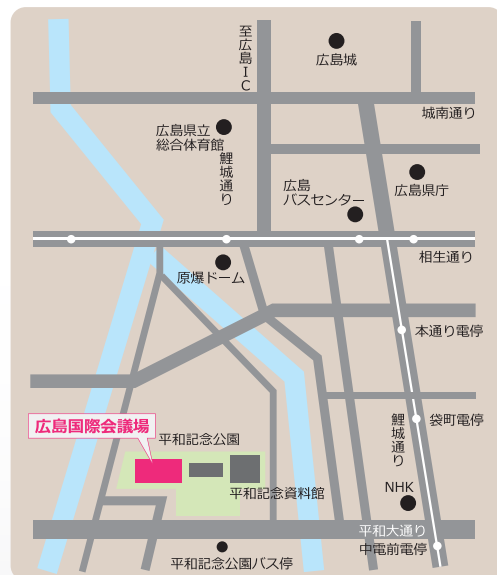 至広島IC
広島城
城南通り
広島県立
総合体育館
鯉城通り
広島
バスセンター
広島県庁
相生通り
原爆ドーム
本通り電停
広島国際会議場
平和記念公園
鯉城通り
袋町電停
平和記念資料館
NHK
平和大通り
中電前電停
平和記念公園バス停